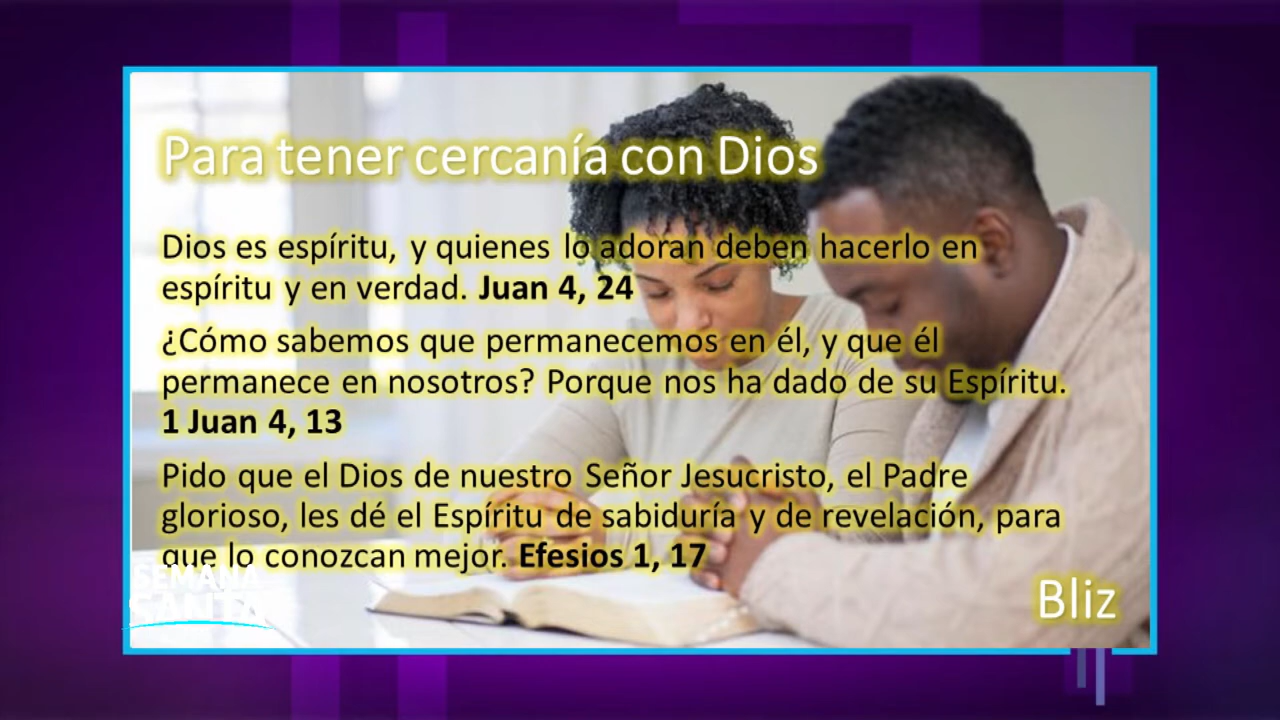 Para tener cercanía con Dios
Dios es espíritu, y quienes lo adoran deben hacerlo en
espíritu y en verdad. Juan 4, 24
¿Cómo sabemos que permanecemos en él, y que él
permanece en nosotros? Porque nos ha dado de su Espíritu.
1 Juan 4, 13
Pido que el Dios de nuestro Señor Jesucristo, el Padre
glorioso, les dé el Espíritu de sabiduría y de revelación, para
que lo conozcan mejor. Efesios 1, 17
SEMANA
SANTA
Bliz